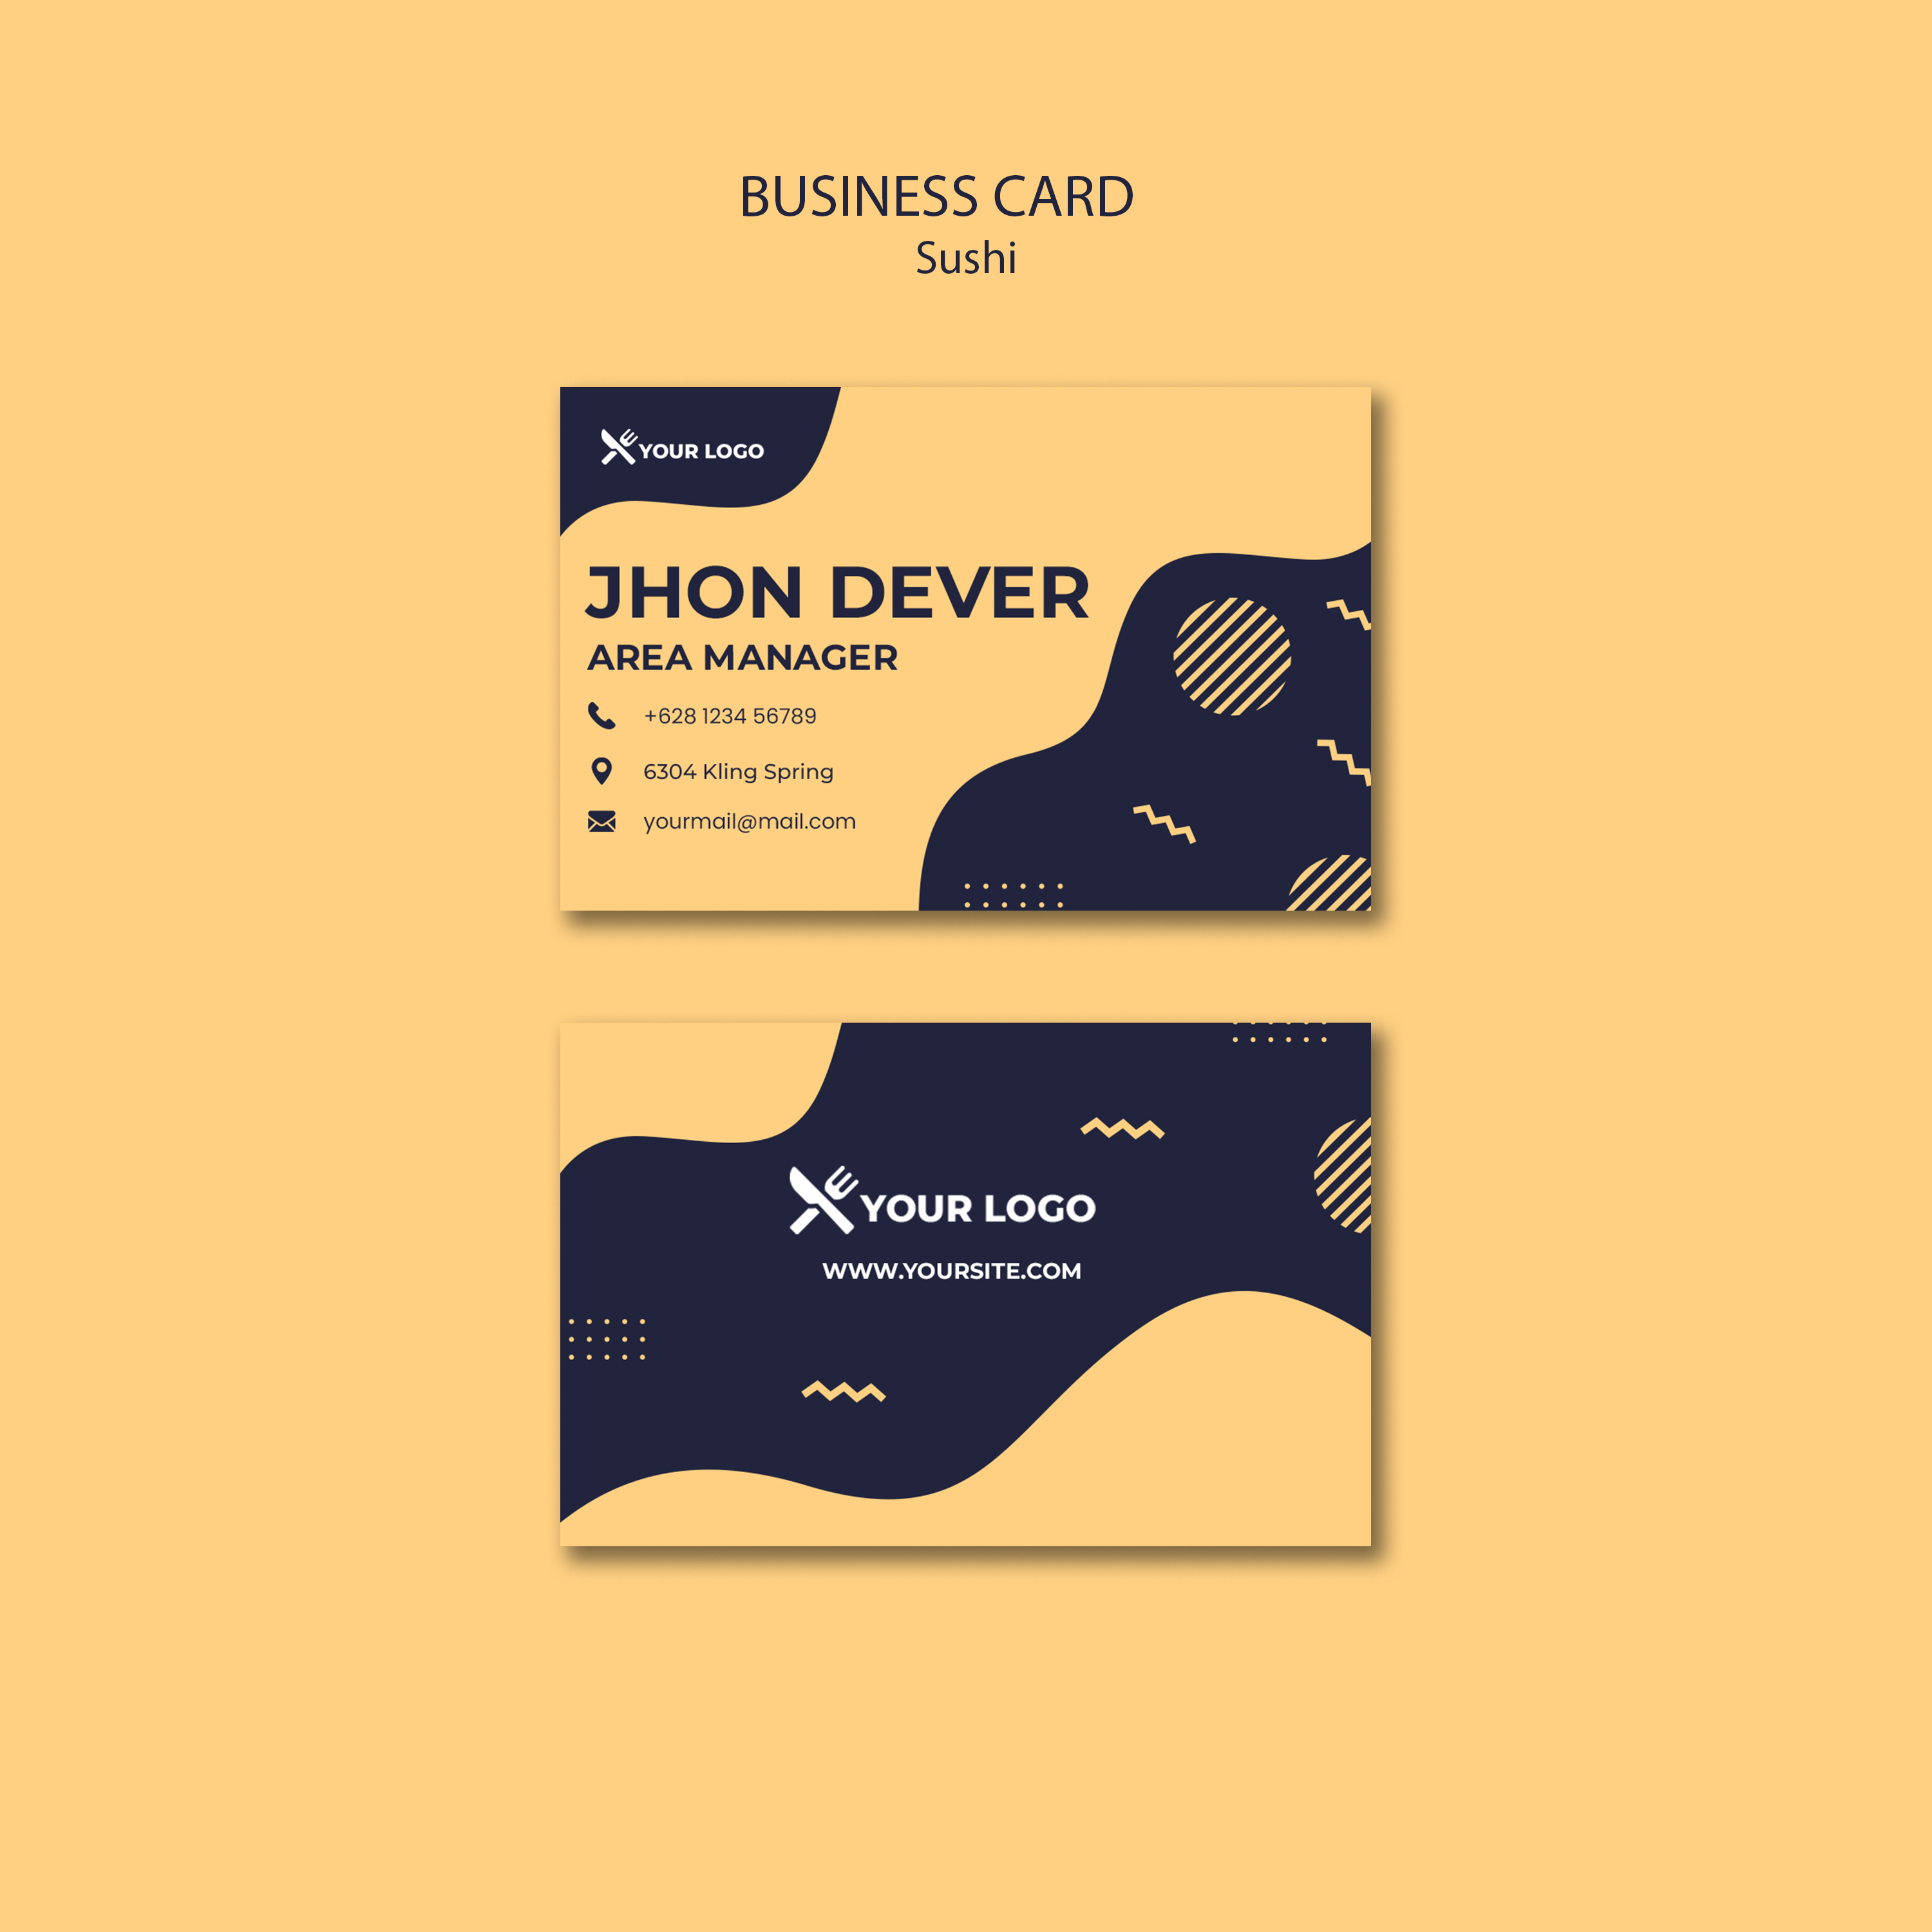 BUSINESS CARD
Sushi
YOUR LOGO
JHON DEVER
AREA MANAGER
+628 1234 56789
6304 Kling Spring
yourmail@mail.com
YOUR LOGO
WWW.YOURSITE.COM